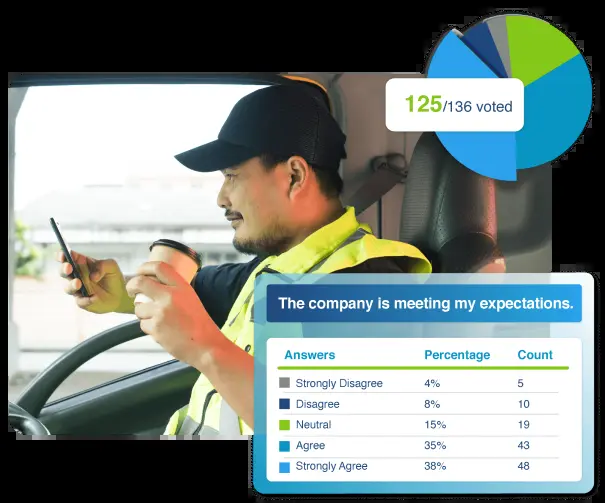 125/136 voted
The company is meeting my expectations.
Answers Percentage Count
Strongly Disagree 4% 5
Disagree 8% 10
Neutral 15% 19
Agree 35% 43
Strongly Agree 38% 48